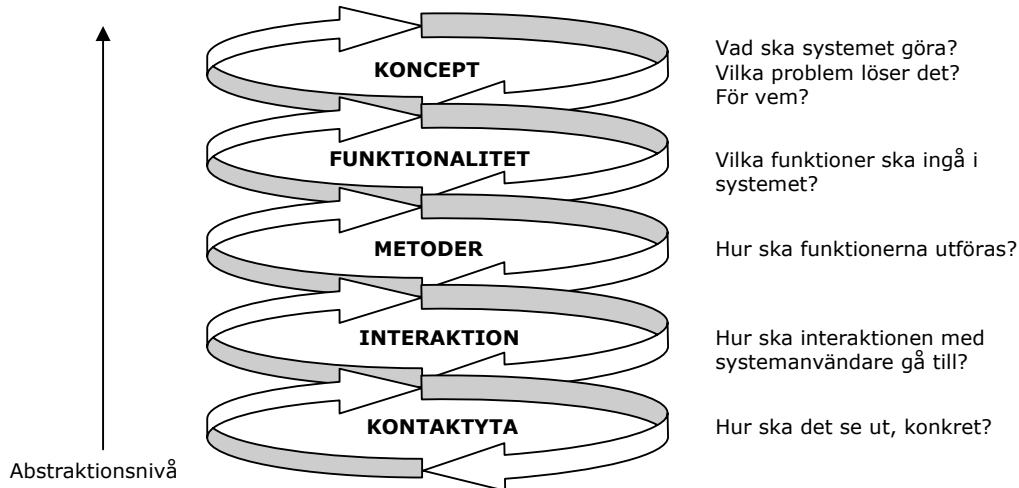 KONCEPT
Vad ska systemet göra?
Vilka problem löser det?
För vem?
FUNKTIONALITET
Vilka funktioner ska ingå i
systemet?
METODER
Hur ska funktionerna utföras?
INTERAKTION
Hur ska interaktionen med
systemanvändare gå till?
KONTAKTYTA
Hur ska det se ut, konkret?
Abstraktionsnivå